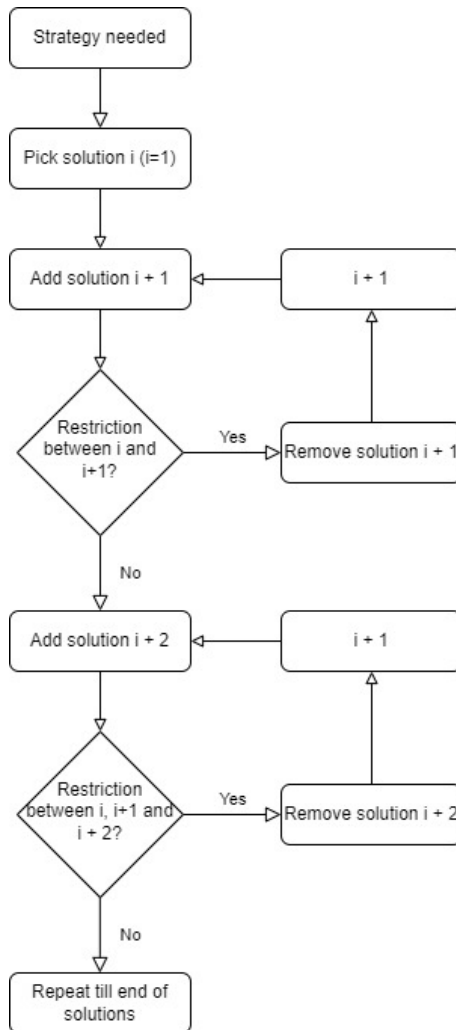 Strategy needed
Pick solution i (i=1)
Add solution i + 1
i + 1
Restriction
between i and
i+1?
Yes
Remove solution i + 1
No
Add solution i + 2
i + 1
Restriction
between i, i+1 and
i + 2?
Yes
Remove solution i + 2
No
Repeat till end of
solutions